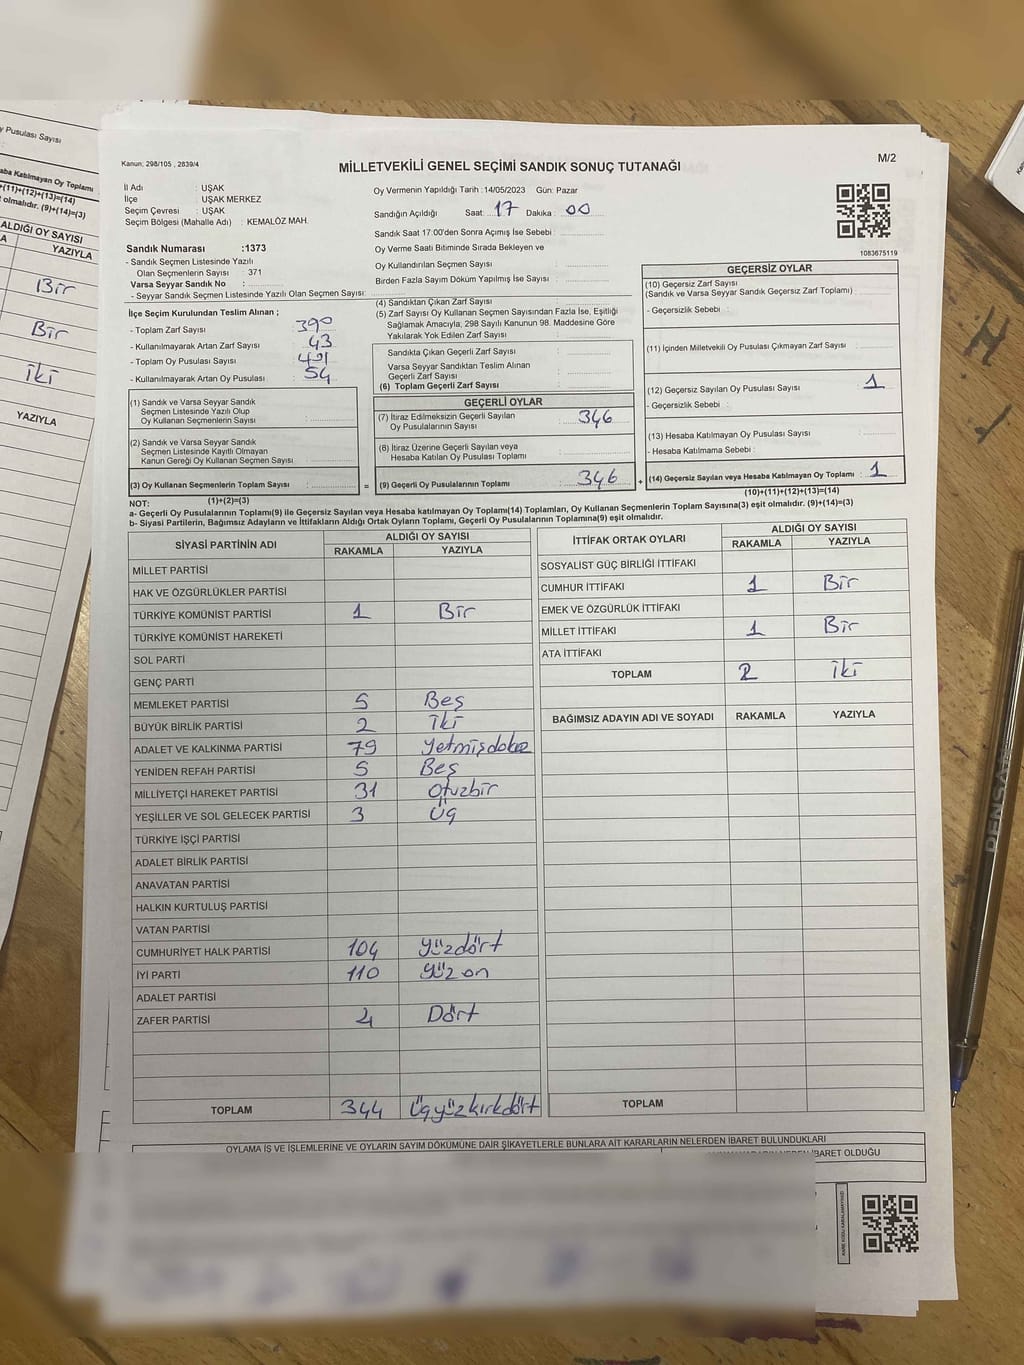 y Pusulası Sayısı
aba Katılmayan Oy Toplamı
+(11)+(12)+(13)=(14)
olmalıdır. (9)+(14)=(3)
ALDIĞI OY SAYISI
YAZIYLA
Bir
Bir
iki
YAZIYLA
Kanun; 298/105 , 2839/4
MİLLETVEKİLİ GENEL SEÇİMİ SANDIK SONUÇ TUTANAĞI
M/2
İl Adı : UŞAK
İlçe : UŞAK MERKEZ
Seçim Çevresi : UŞAK
Seçim Bölgesi (Mahalle Adı) : KEMALÖZ MAH.
Sandık Numarası :1373
- Sandık Seçmen Listesinde Yazılı
Olan Seçmenlerin Sayısı : 371
Varsa Seyyar Sandık No :
- Seyyar Sandık Seçmen Listesinde Yazılı Olan Seçmen Sayısı:
Oy Vermenin Yapıldığı Tarih :14/05/2023 Gün: Pazar
Sandığın Açıldığı Saat: 17 Dakika : 00
Sandık Saat 17:00'den Sonra Açımış İse Sebebi :
Oy Verme Saati Bitiminde Sırada Bekleyen ve
Oy Kullandırılan Seçmen Sayısı :
Birden Fazla Sayım Döküm Yapılmış İse Sayısı :
1083675119
İlçe Seçim Kurulundan Teslim Alınan ;
- Toplam Zarf Sayısı : 390
- Kullanılmayarak Artan Zarf Sayısı : 43
- Toplam Oy Pusulası Sayısı : 401
- Kullanılmayarak Artan Oy Pusulası : 54
(1) Sandık ve Varsa Seyyar Sandık
Seçmen Listesinde Yazılı Olup
Oy Kullanan Seçmenlerin Sayısı :
(2) Sandık ve Varsa Seyyar Sandık
Seçmen Listesinde Kayıtlı Olmayan
Kanun Gereği Oy Kullanan Seçmen Sayısı :
(3) Oy Kullanan Seçmenlerin Toplam Sayısı :
(1)+(2)=(3)
=
(4) Sandıktan Çıkan Zarf Sayısı :
(5) Zarf Sayısı Oy Kullanan Seçmen Sayısından Fazla İse, Eşitliği
Sağlamak Amacıyla, 298 Sayılı Kanunun 98. Maddesine Göre
Yakılarak Yok Edilen Zarf Sayısı :
Sandıkta Çıkan Geçerli Zarf Sayısı :
Varsa Seyyar Sandıktan Teslim Alınan
Geçerli Zarf Sayısı :
(6) Toplam Geçerli Zarf Sayısı :
GEÇERLİ OYLAR
(7) İtiraz Edilmeksizin Geçerli Sayılan
Oy Pusulalarının Sayısı : 346
(8) İtiraz Üzerine Geçerli Sayılan veya
Hesaba Katılan Oy Pusulası Toplamı :
(9) Geçerli Oy Pusulalarının Toplamı : 346
+
GEÇERSİZ OYLAR
(10) Geçersiz Zarf Sayısı
(Sandık ve Varsa Seyyar Sandık Geçersiz Zarf Toplamı) :
- Geçersizlik Sebebi :
(11) İçinden Milletvekili Oy Pusulası Çıkmayan Zarf Sayısı :
(12) Geçersiz Sayılan Oy Pusulası Sayısı : 1
- Geçersizlik Sebebi :
(13) Hesaba Katılmayan Oy Pusulası Sayısı :
- Hesaba Katılmama Sebebi :
(14) Geçersiz Sayılan veya Hesaba Katılmayan Oy Toplamı : 1
(10)+(11)+(12)+(13)=(14)
NOT:
a- Geçerli Oy Pusulalarının Toplamı(9) ile Geçersiz Sayılan veya Hesaba Katılmayan Oy Toplamı(14) Toplamları, Oy Kullanan Seçmenlerin Toplam Sayısına(3) eşit olmalıdır. (9)+(14)=(3)
b- Siyasi Partilerin, Bağımsız Adayların ve İttifakların Aldığı Ortak Oyların Toplamı, Geçerli Oy Pusulalarının Toplamına(9) eşit olmalıdır.
SİYASİ PARTİNİN ADI
ALDIĞI OY SAYISI
RAKAMLA YAZIYLA
MİLLET PARTİSİ
HAK VE ÖZGÜRLÜKLER PARTİSİ
TÜRKİYE KOMÜNİST PARTİSİ 1 Bir
TÜRKİYE KOMÜNİST HAREKETİ
SOL PARTİ
GENÇ PARTİ
MEMLEKET PARTİSİ 5 Beş
BÜYÜK BİRLİK PARTİSİ 2 iki
ADALET VE KALKINMA PARTİSİ 79 Yetmişdokuz
YENİDEN REFAH PARTİSİ 5 Beş
MİLLİYETÇİ HAREKET PARTİSİ 31 Otuzbir
YEŞİLLER VE SOL GELECEK PARTİSİ 3 Üç
TÜRKİYE İŞÇİ PARTİSİ
ADALET BİRLİK PARTİSİ
ANAVATAN PARTİSİ
HALKIN KURTULUŞ PARTİSİ
VATAN PARTİSİ
CUMHURİYET HALK PARTİSİ 104 Yüzdört
İYİ PARTİ 110 Yüzon
ADALET PARTİSİ
ZAFER PARTİSİ 4 Dört
TOPLAM 344 Üçyüzkırkdört
İTTİFAK ORTAK OYLARI
ALDIĞI OY SAYISI
RAKAMLA YAZIYLA
SOSYALİST GÜÇ BİRLİĞİ İTTİFAKI
CUMHUR İTTİFAKI 1 Bir
EMEK VE ÖZGÜRLÜK İTTİFAKI
MİLLET İTTİFAKI 1 Bir
ATA İTTİFAKI
TOPLAM 2 iki
BAĞIMSIZ ADAYIN ADI VE SOYADI RAKAMLA YAZIYLA
TOPLAM
OYLAMA İŞ VE İŞLEMLERİNE VE OYLARIN SAYIM DÖKÜMÜNE DAİR ŞİKAYETLERLE BUNLARA AİT KARARLARIN NELERDEN İBARET BULUNDUKLARI
İBARET OLDUĞU
PENSAN